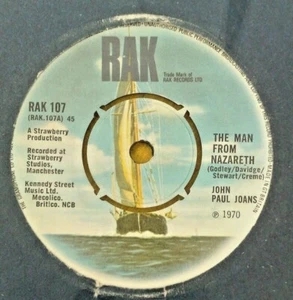 RAK
Trade Mark of
RAK RECORDS LTD
RAK 107
(RAK.107A) 45
A Strawberry
Production
Recorded at
Strawberry
Studies,
Manchester
Kennedy Street
Music Ltd.
Mecolico.
Britico. NCB
THE MAN
FROM
NAZARETH
(Godley/Davidge/
Stewart/Creme)
JOHN
PAUL JOANS
℗ 1970